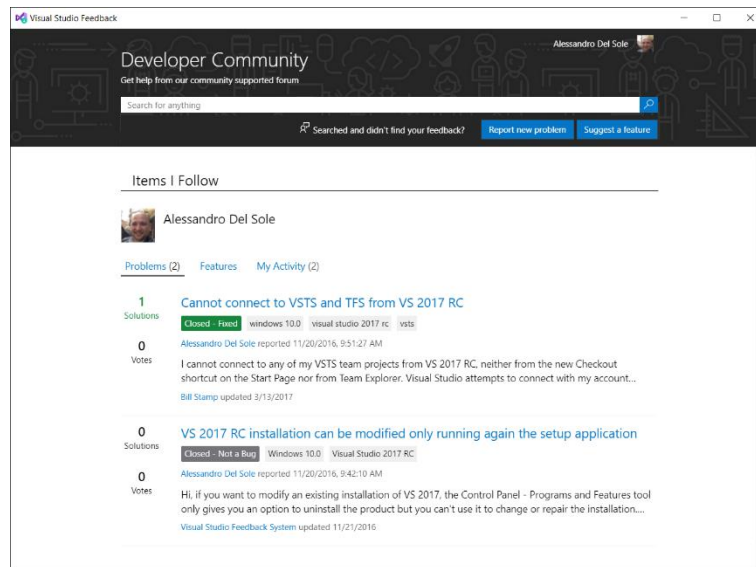 Visual Studio Feedback
Alessandro Del Sole
Developer Community
Get help from our community supported forum
Search for anything
Searched and didn't find your feedback?
Report new problem
Suggest a feature
Items I Follow
Alessandro Del Sole
Problems (2) Features My Activity (2)
1
Solutions
Cannot connect to VSTS and TFS from VS 2017 RC
Closed - Fixed windows 10.0 visual studio 2017 rc vsts
0
Votes
Alessandro Del Sole reported 11/20/2016, 9:51:27 AM
I cannot connect to any of my VSTS team projects from VS 2017 RC, neither from the new Checkout
shortcut on the Start Page nor from Team Explorer. Visual Studio attempts to connect with my account...
Bill Stamp updated 3/13/2017
0
Solutions
VS 2017 RC installation can be modified only running again the setup application
Closed - Not a Bug Windows 10.0 Visual Studio 2017 RC
0
Votes
Alessandro Del Sole reported 11/20/2016, 9:42:10 AM
Hi, if you want to modify an existing installation of VS 2017, the Control Panel - Programs and Features tool
only gives you an option to uninstall the product but you can't use it to change or repair the installation....
Visual Studio Feedback System updated 11/21/2016